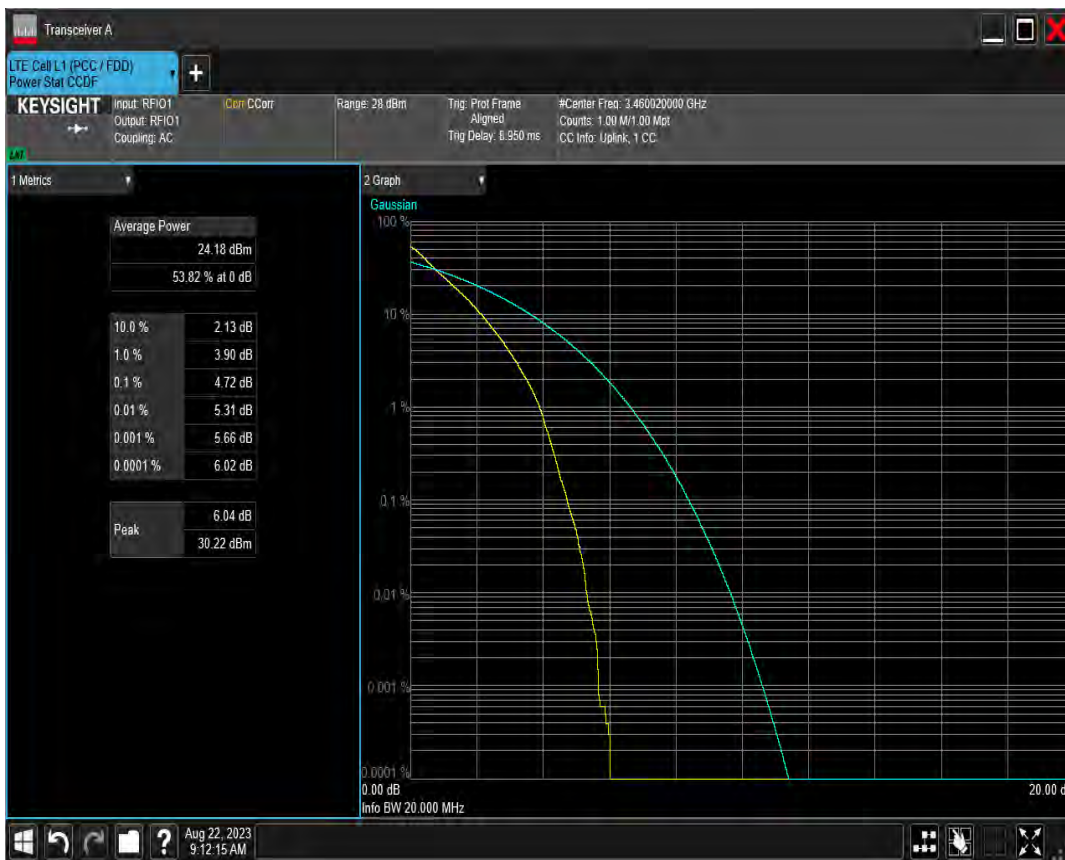 Transceiver A
LTE Cell L1 (PCC / FDD)
Power Stat CCDF
+
KEYSIGHT
Input: RFIO1
Output: RFIO1
Coupling: AC
Corr CCorr
Range: 28 dBm
Trig: Prot Frame
Aligned
Trig Delay: 8.950 ms
#Center Freq: 3.460020000 GHz
Counts: 1.00 M/1.00 Mpt
CC Info: Uplink, 1 CC
1 Metrics
Average Power
24.18 dBm
53.82 % at 0 dB
10.0 % 2.13 dB
1.0 % 3.90 dB
0.1 % 4.72 dB
0.01 % 5.31 dB
0.001 % 5.66 dB
0.0001 % 6.02 dB
Peak
6.04 dB
30.22 dBm
2 Graph
Gaussian
100 %
10 %
1 %
0.1 %
0.01 %
0.001 %
0.0001 %
0.00 dB 20.00 d
Info BW 20.000 MHz
?
Aug 22, 2023
9:12:15 AM